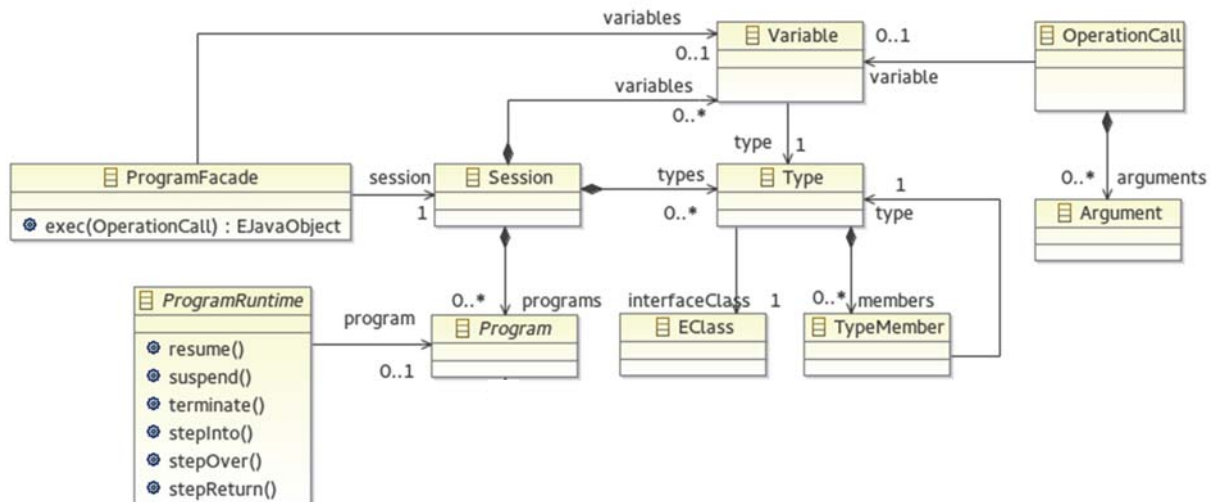 variables
Variable
0..1
OperationCall
0..1
variable
variables
0..*
type 1
0..* arguments
ProgramFacade
exec(OperationCall) : EJavaObject
session
1
Session
types
0..*
Type
1
type
Argument
ProgramRuntime
resume()
suspend()
terminate()
stepInto()
stepOver()
stepReturn()
program
0..1
0..* programs
Program
interfaceClass 1
EClass
0..* members
TypeMember